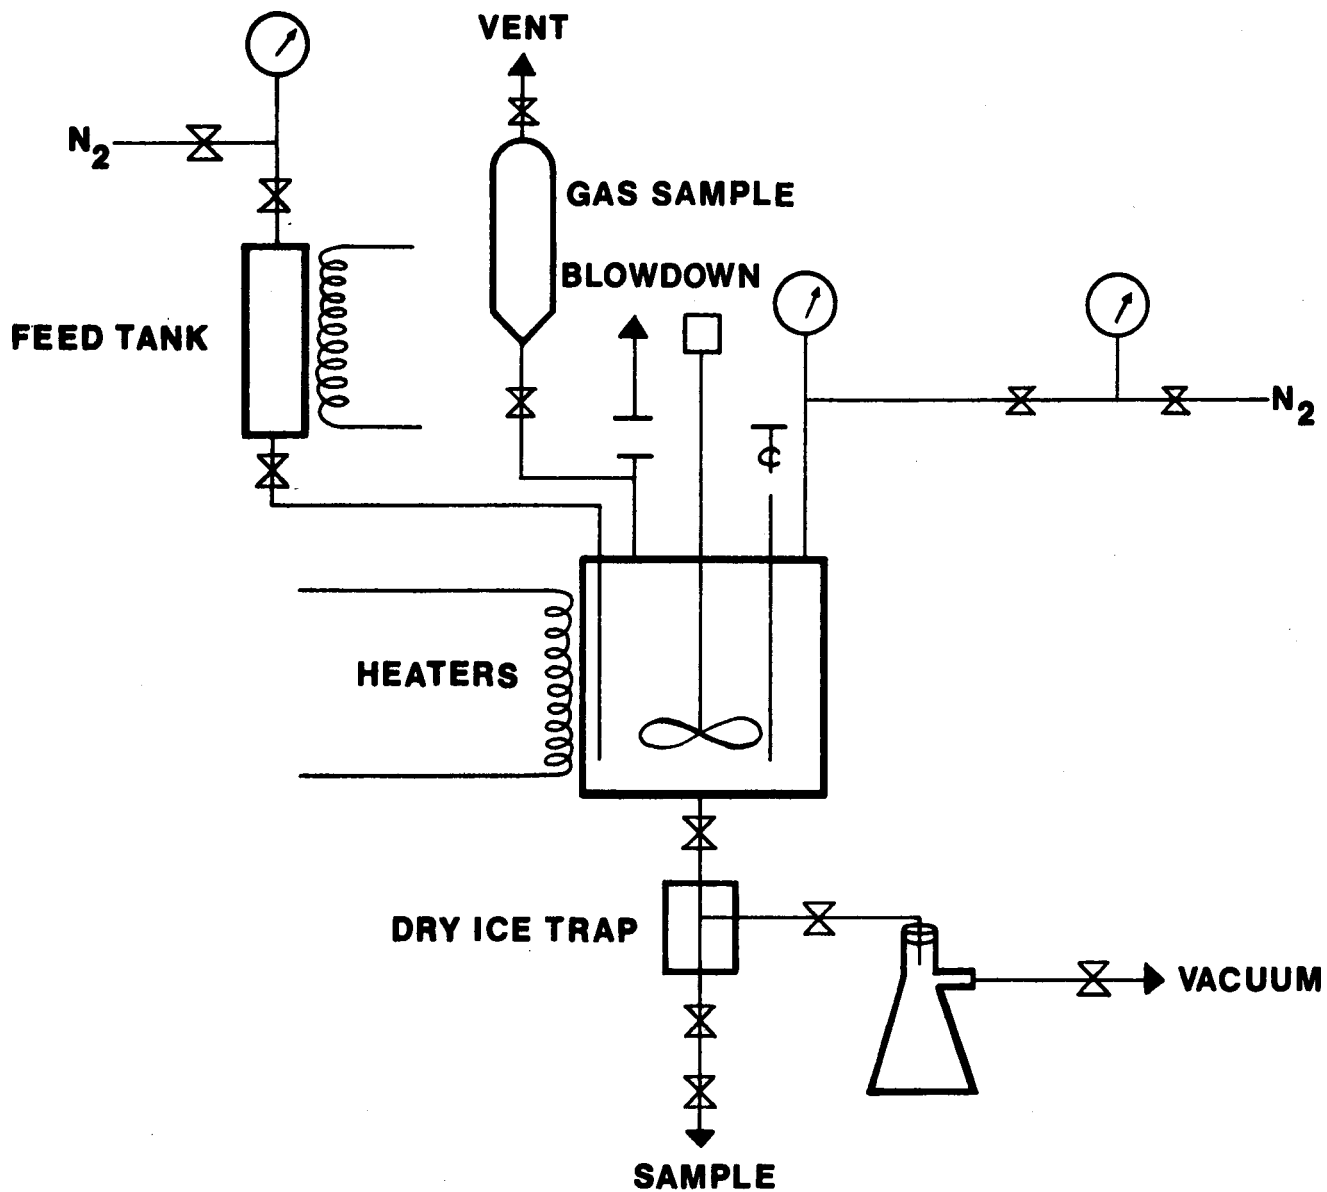 VENT
N2
GAS SAMPLE
BLOWDOWN
FEED TANK
N2
HEATERS
DRY ICE TRAP
VACUUM
SAMPLE